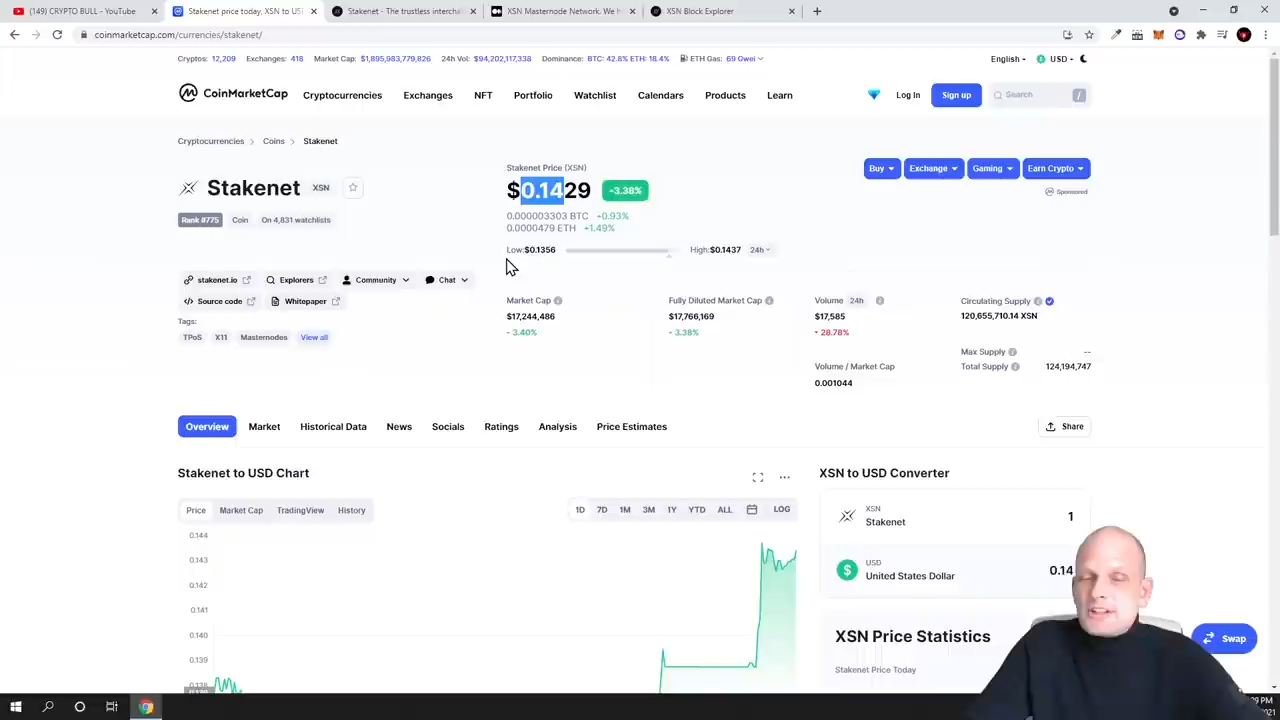 (149) CRYPTO BULL - YouTube
Stakenet price today, XSN to US
Stakenet - The trustless interchai
XSN Masternode Network. We h
XSN Block Explorer
coinmarketcap.com/currencies/stakenet/
Cryptos: 12,209 Exchanges: 418 Market Cap: $1,895,983,779,826 24h Vol: $94,202,117,338 Dominance: BTC: 42.8% ETH: 18.4% ETH Gas: 69 Gwei
English USD
CoinMarketCap
Cryptocurrencies Exchanges NFT Portfolio Watchlist Calendars Products Learn
Log In Sign up Search /
Cryptocurrencies Coins Stakenet
Stakenet XSN
Rank #775 Coin On 4,831 watchlists
Stakenet Price (XSN)
$0.1429 3.38%
0.000003303 BTC 0.93%
0.0000479 ETH 1.49%
Low:$0.1356 High:$0.1437 24h
Buy Exchange Gaming Earn Crypto
Sponsored
stakenet.io Explorers Community Chat
Source code Whitepaper
Tags:
TPoS X11 Masternodes View all
Market Cap
$17,244,486
3.40%
Fully Diluted Market Cap
$17,766,169
3.38%
Volume 24h
$17,585
28.78%
Volume / Market Cap
0.001044
Circulating Supply
120,655,710.14 XSN
Max Supply --
Total Supply 124,194,747
Overview Market Historical Data News Socials Ratings Analysis Price Estimates
Share
Stakenet to USD Chart
Price Market Cap TradingView History
1D 7D 1M 3M 1Y YTD ALL LOG
0.144
0.143
0.142
0.141
0.140
0.139
XSN to USD Converter
XSN
Stakenet 1
USD
United States Dollar 0.14
XSN Price Statistics
Stakenet Price Today
Swap